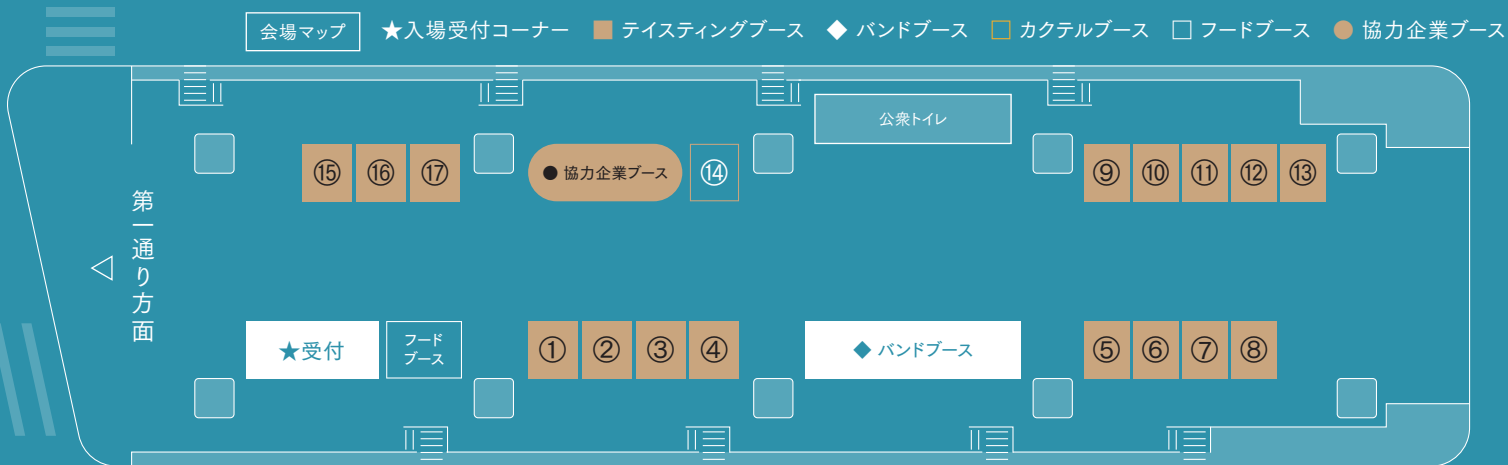 会場マップ ★入場受付コーナー ■ テイスティングブース ◆ バンドブース □ カクテルブース □ フードブース ● 協力企業ブース
公衆トイレ
⑮ ⑯ ⑰ ● 協力企業ブース ⑭ ⑨ ⑩ ⑪ ⑫ ⑬
◁ 第一通り方面
★受付
フード
ブース
① ② ③ ④ ◆ バンドブース ⑤ ⑥ ⑦ ⑧